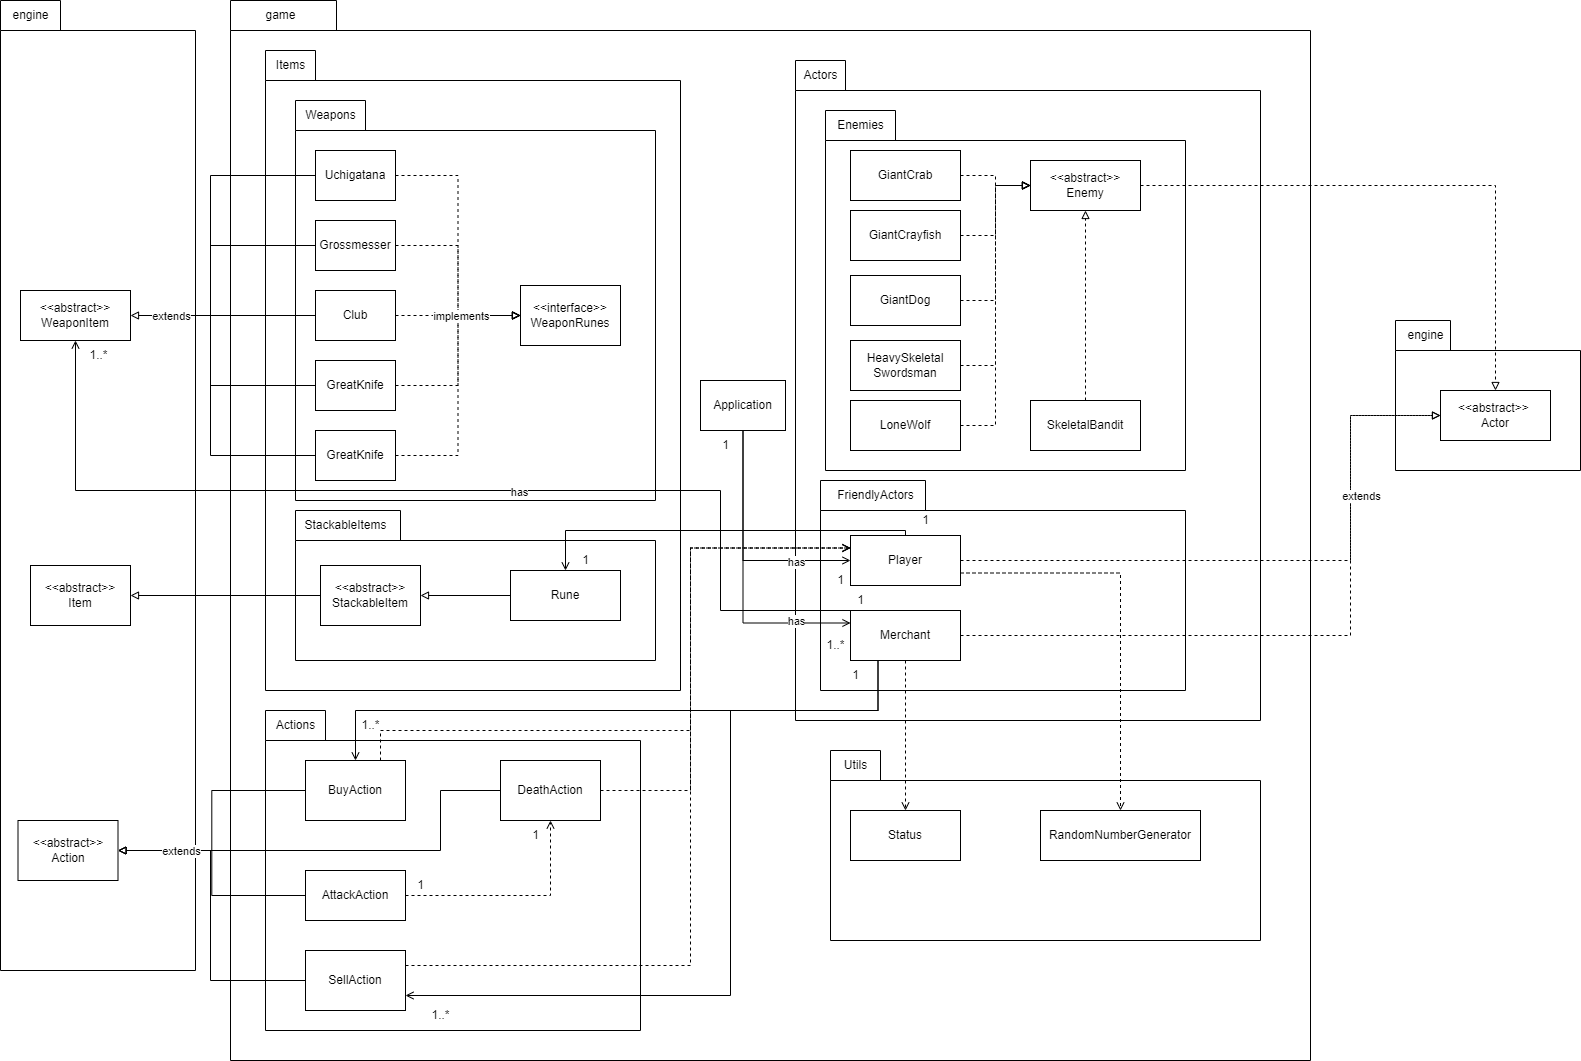 engine
game
Items
Actors
Weapons
Enemies
Uchigatana
GiantCrab
<<abstract>>
Enemy
Grossmesser
GiantCrayfish
<<abstract>>
WeaponItem
extends
Club
implements
<<interface>>
WeaponRunes
GiantDog
engine
1..*
HeavySkeletal
Swordsman
GreatKnife
Application
LoneWolf
SkeletalBandit
<<abstract>>
Actor
1
GreatKnife
has
FriendlyActors
extends
StackableItems
1
1
has
Player
<<abstract>>
Item
<<abstract>>
StackableItem
Rune
1
1
has
Merchant
1..*
1
Actions
1..*
Utils
BuyAction
DeathAction
1
Status
RandomNumberGenerator
<<abstract>>
Action
extends
AttackAction
1
SellAction
1..*